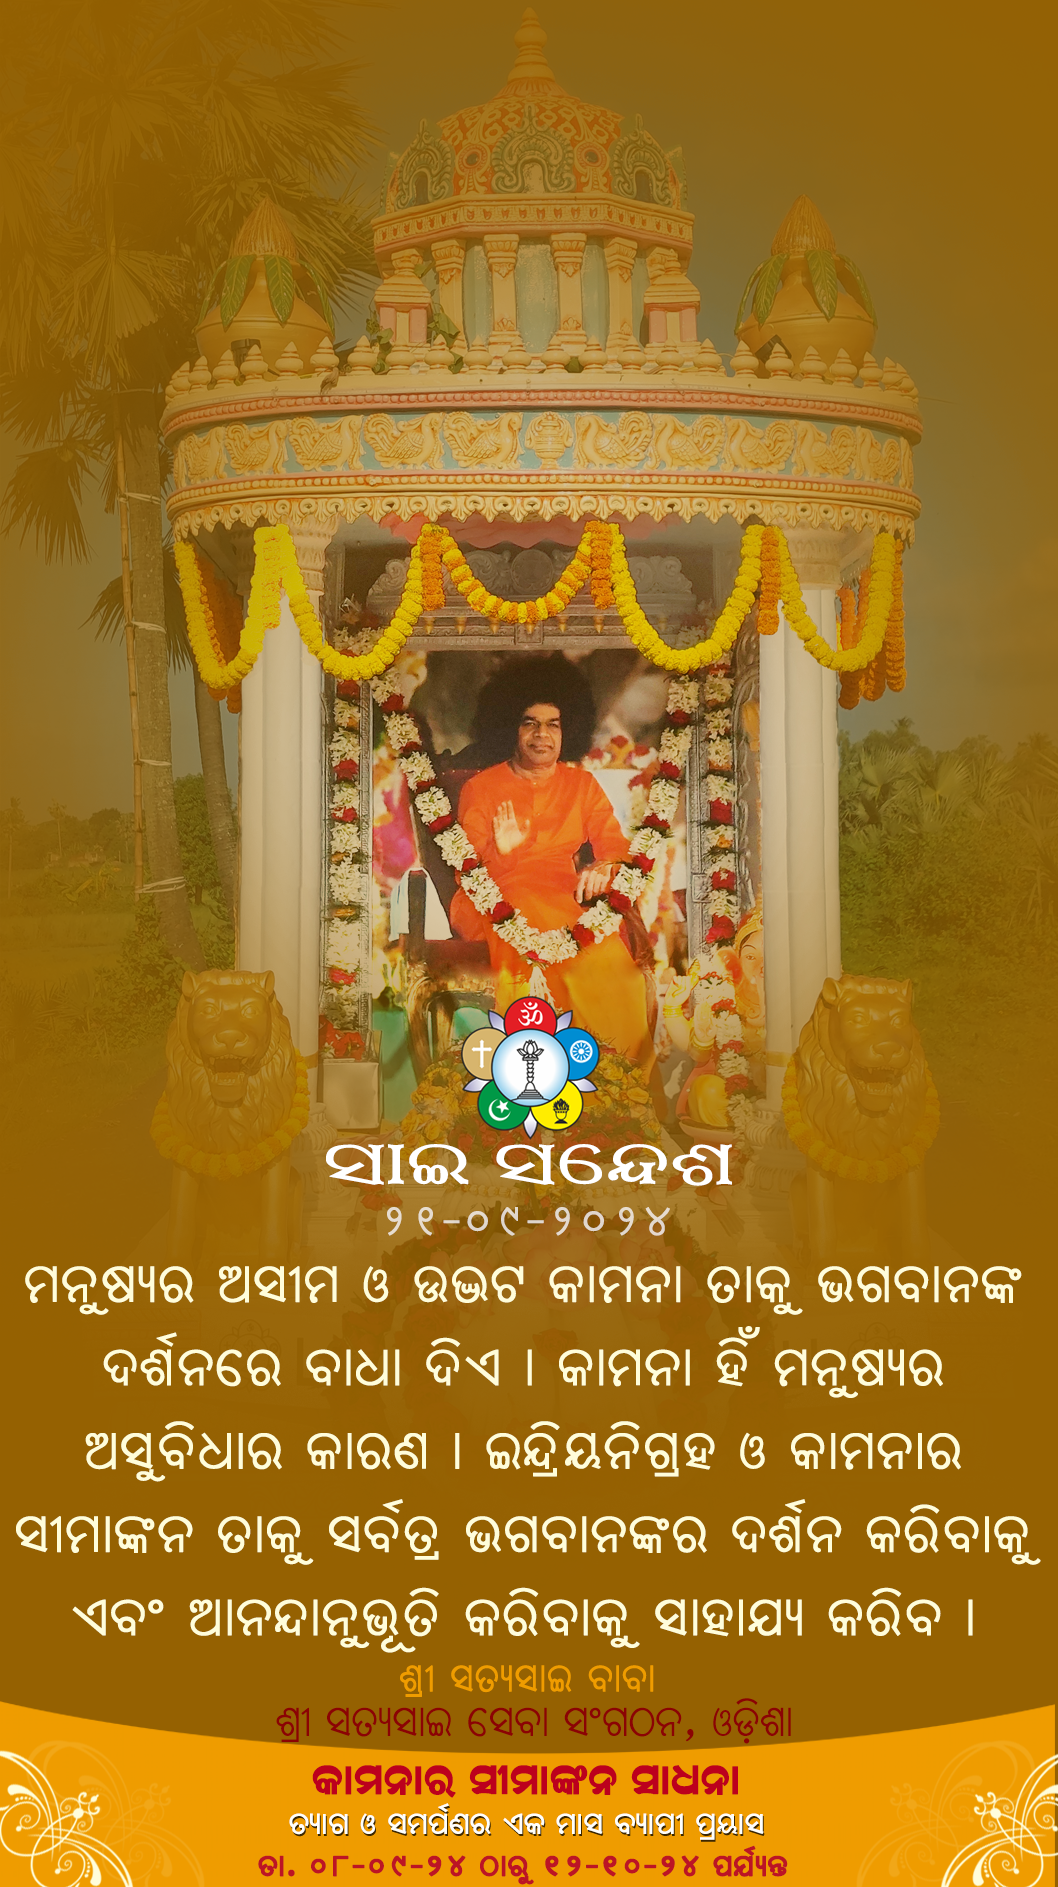 ସାଇ ସନ୍ଦେଶ
୨୧-୦୯-୨୦୨୪
ମନୁଷ୍ୟର ଅସୀମ ଓ ଉଦ୍ଭଟ କାମନା ତାକୁ ଭଗବାନଙ୍କ
ଦର୍ଶନରେ ବାଧା ଦିଏ । କାମନା ହିଁ ମନୁଷ୍ୟର
ଅସୁବିଧାର କାରଣ । ଇନ୍ଦ୍ରିୟନିଗ୍ରହ ଓ କାମନାର
ସୀମାଙ୍କନ ତାକୁ ସର୍ବତ୍ର ଭଗବାନଙ୍କର ଦର୍ଶନ କରିବାକୁ
ଏବଂ ଆନନ୍ଦାନୁଭୂତି କରିବାକୁ ସାହାଯ୍ୟ କରିବ ।
ଶ୍ରୀ ସତ୍ୟସାଇ ବାବା
ଶ୍ରୀ ସତ୍ୟସାଇ ସେବା ସଂଗଠନ, ଓଡ଼ିଶା
କାମନାର ସୀମାଙ୍କନ ସାଧନା
ତ୍ୟାଗ ଓ ସମର୍ପଣର ଏକ ମାସ ବ୍ୟାପୀ ପ୍ରୟାସ
ତା. ୦୮-୦୯-୨୪ ଠାରୁ ୧୨-୧୦-୨୪ ପର୍ଯ୍ୟନ୍ତ